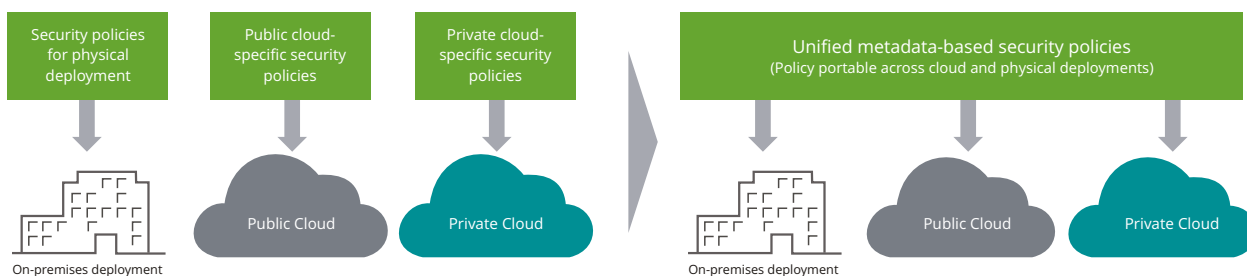 Security policies
for physical
deployment
Public cloud-
specific security
policies
Private cloud-
specific security
policies
Unified metadata-based security policies
(Policy portable across cloud and physical deployments)
Public Cloud
Private Cloud
On-premises deployment
Public Cloud
Private Cloud
On-premises deployment